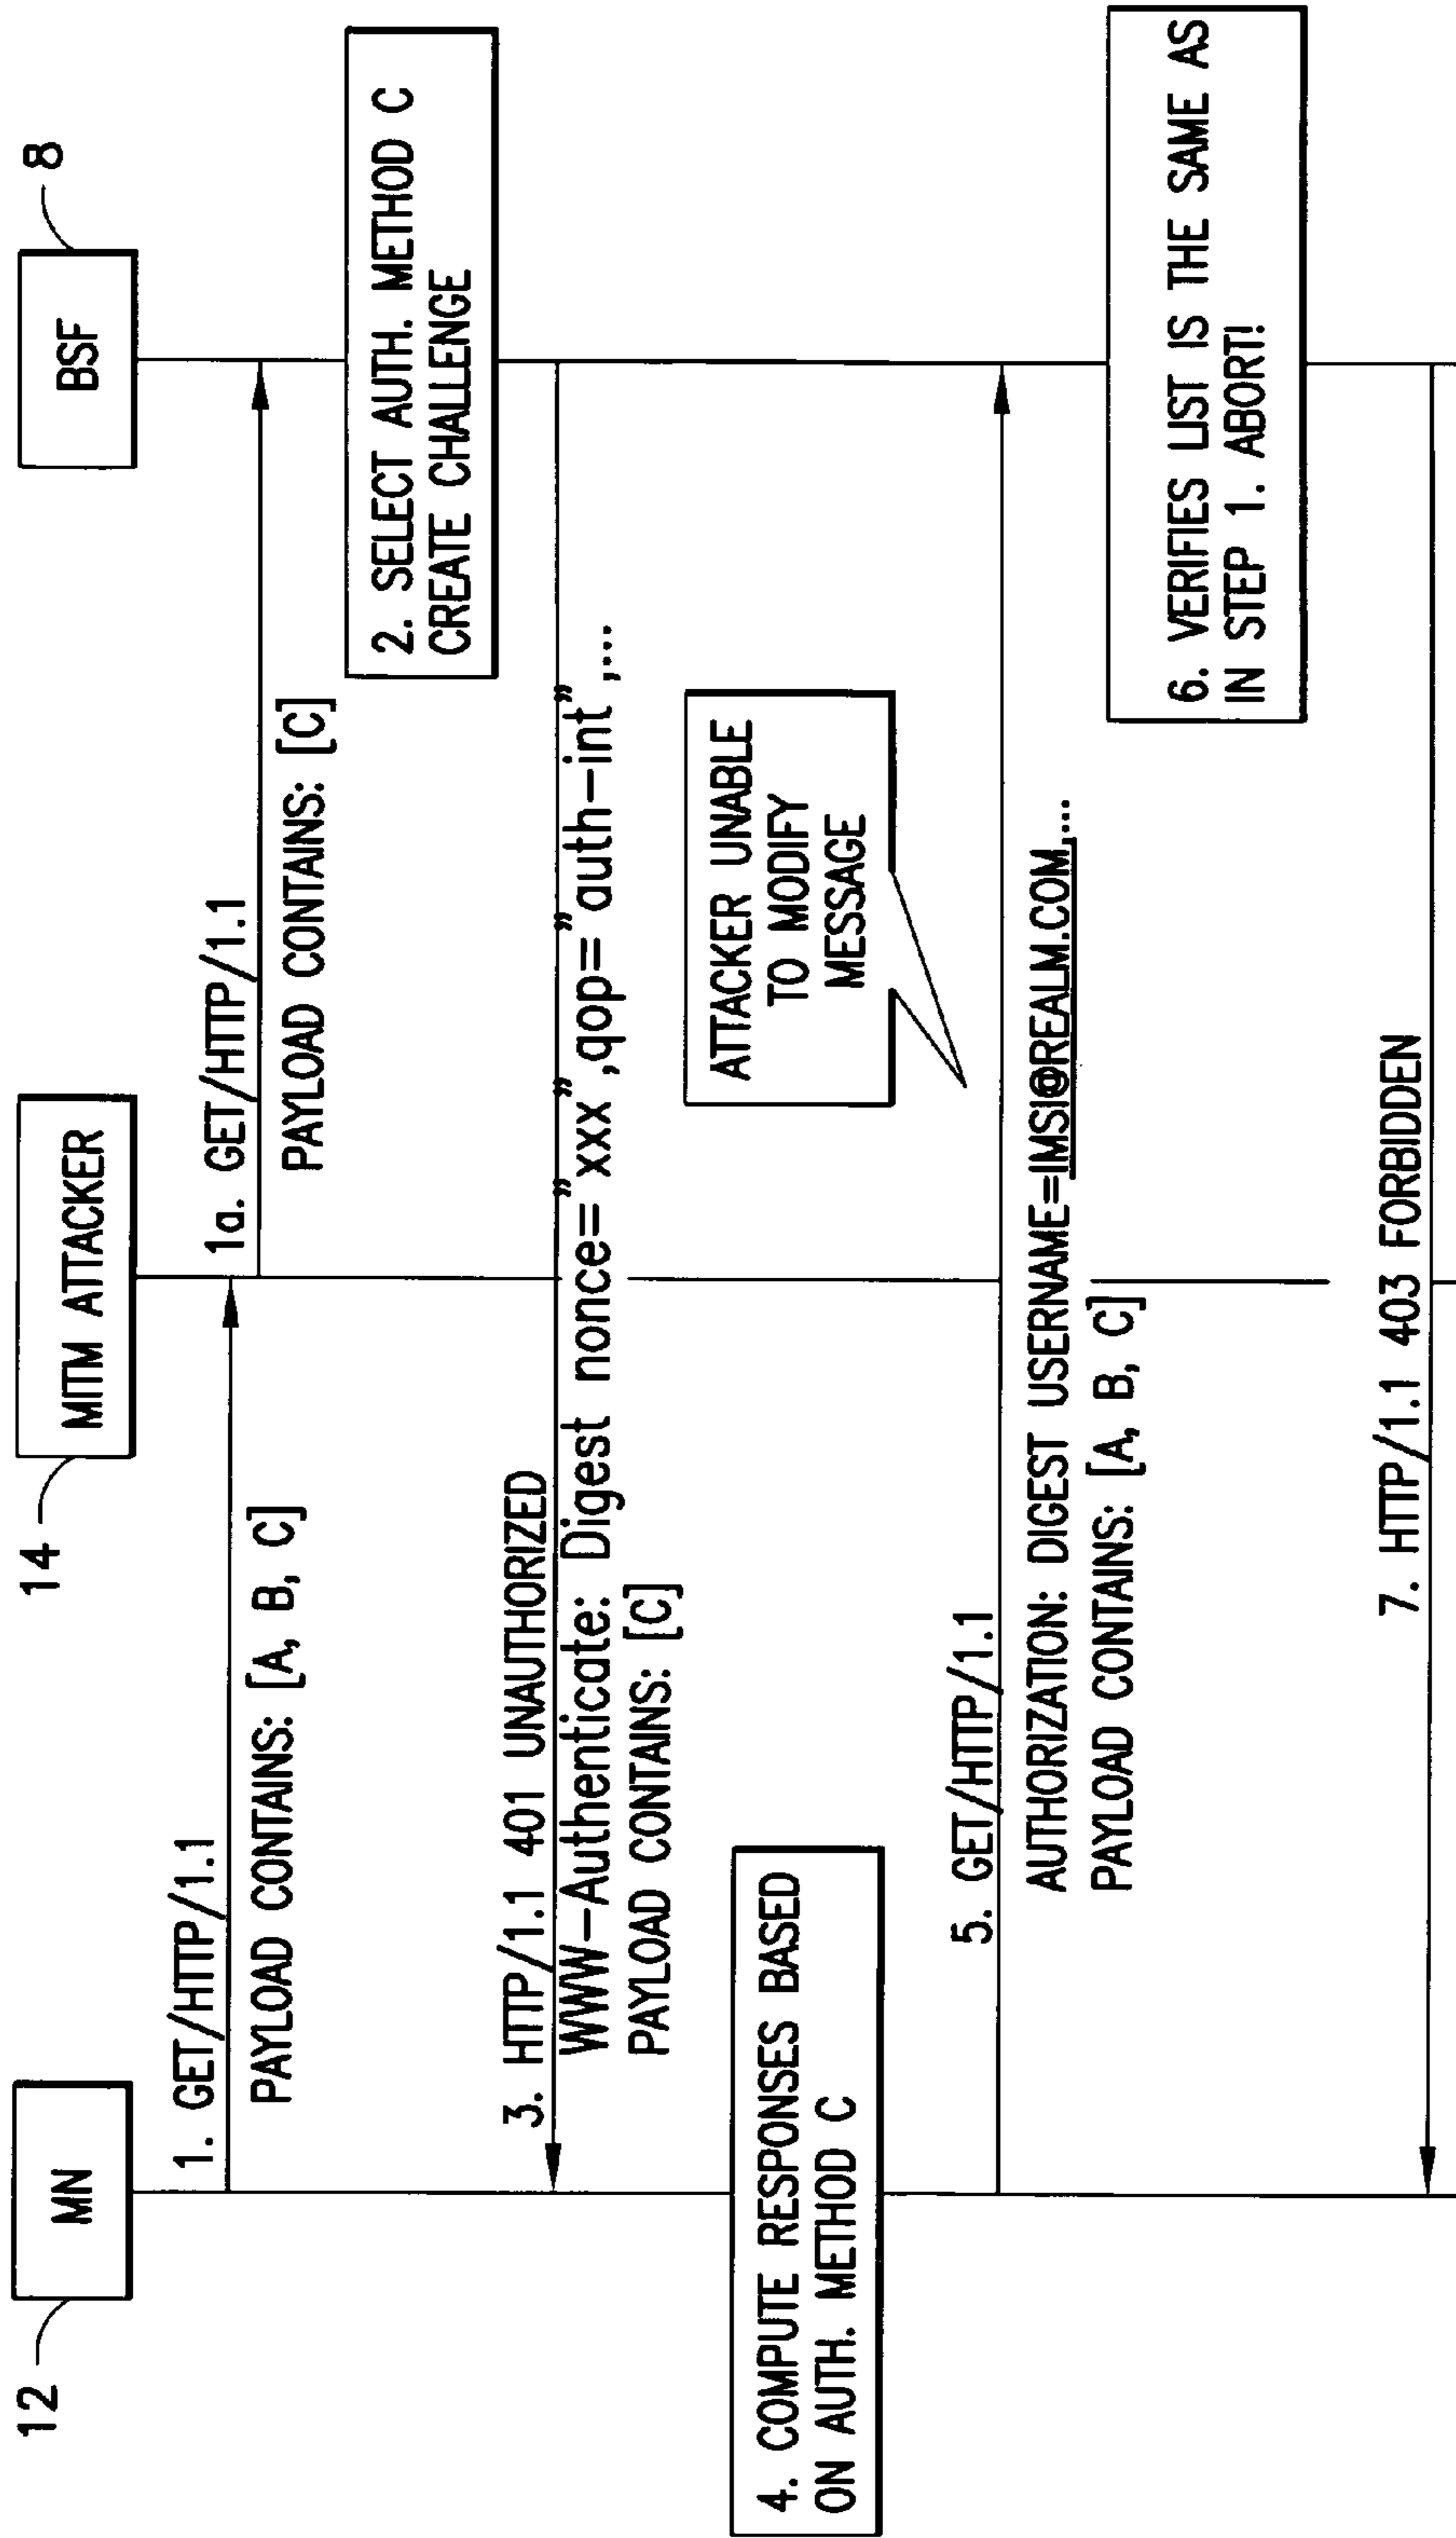 12
MN
14
MITM ATTACKER
BSF
8
1. GET/HTTP/1.1
PAYLOAD CONTAINS: [A, B, C]
1a. GET/HTTP/1.1
PAYLOAD CONTAINS: [C]
2. SELECT AUTH. METHOD C
CREATE CHALLENGE
3. HTTP/1.1 401 UNAUTHORIZED
WWW-Authenticate: Digest nonce="xxx",qop="auth-int",...
PAYLOAD CONTAINS: [C]
4. COMPUTE RESPONSES BASED
ON AUTH. METHOD C
ATTACKER UNABLE
TO MODIFY
MESSAGE
5. GET/HTTP/1.1
AUTHORIZATION: DIGEST USERNAME=IMSI@REALM.COM,...
PAYLOAD CONTAINS: [A, B, C]
6. VERIFIES LIST IS THE SAME AS
IN STEP 1. ABORT!
7. HTTP/1.1 403 FORBIDDEN